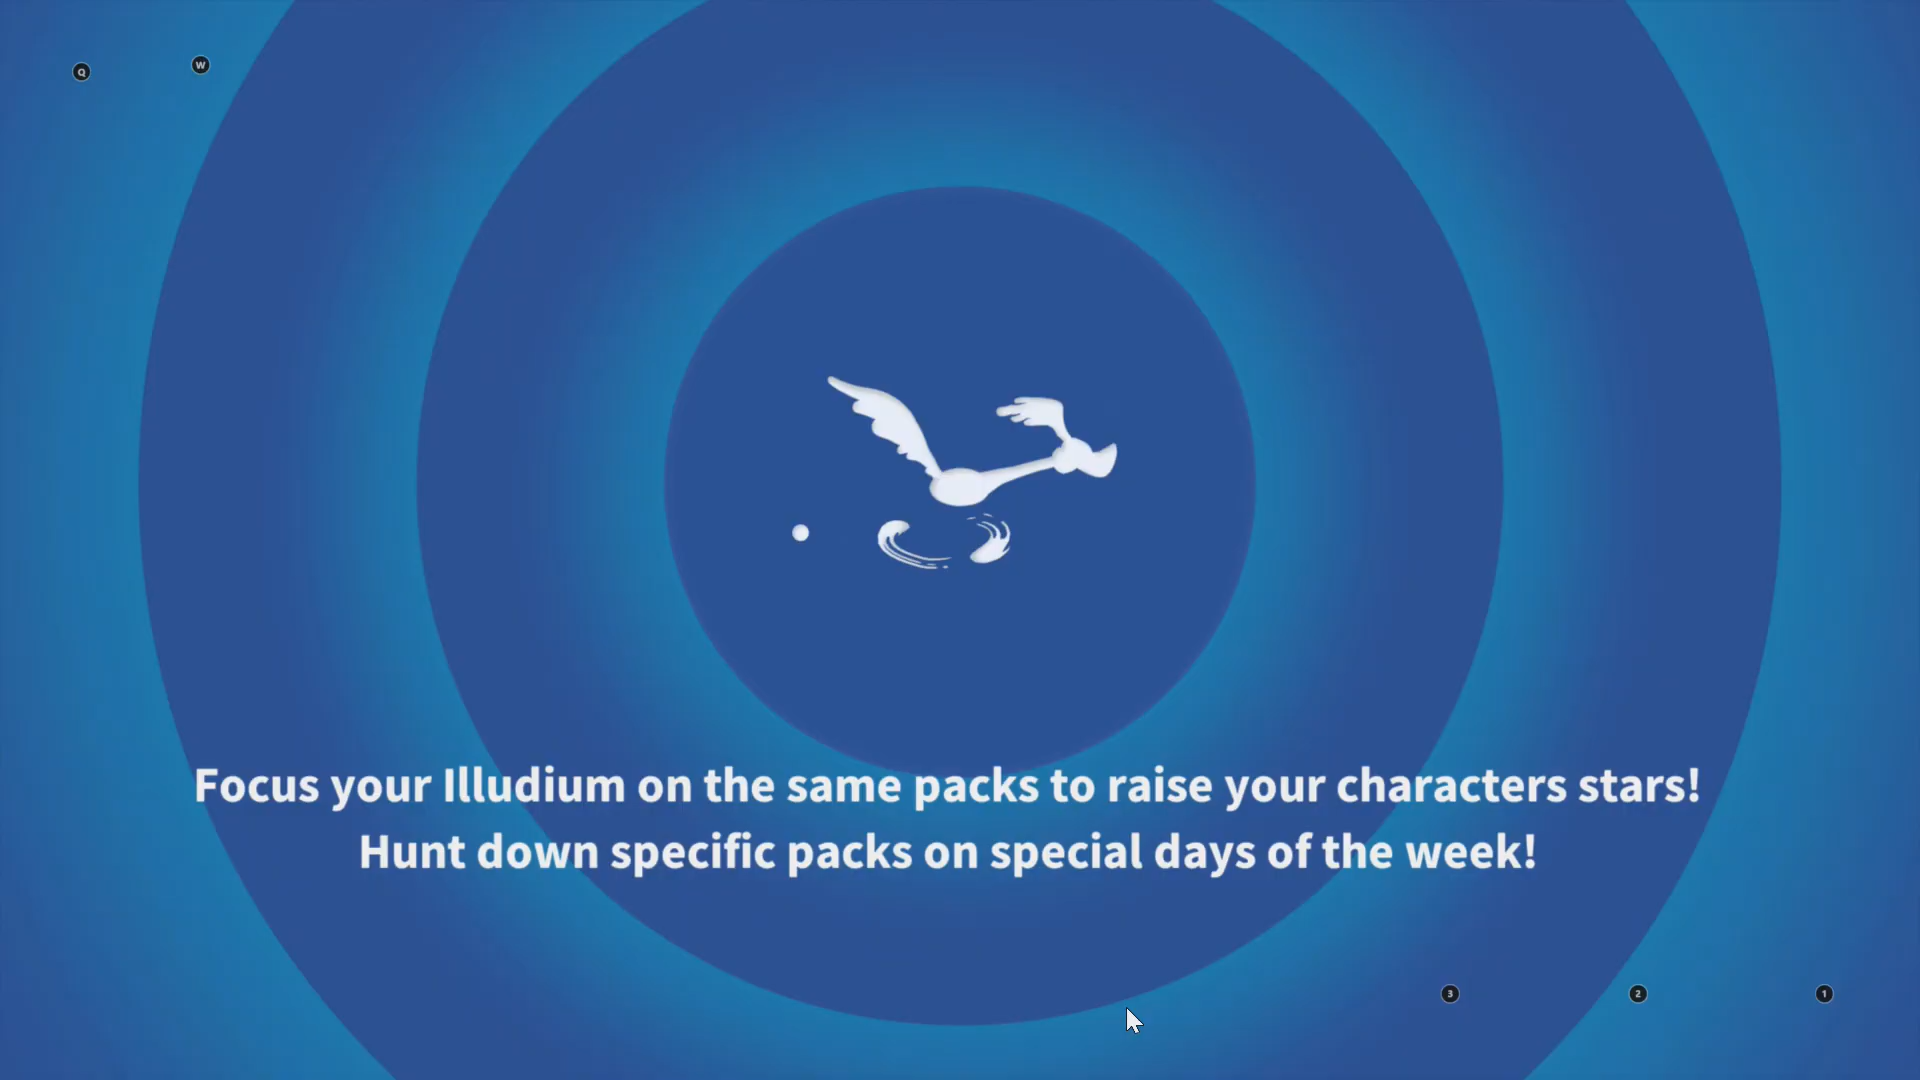 Q
W
Focus your Illudium on the same packs to raise your characters stars!
Hunt down specific packs on special days of the week!
3
2
1